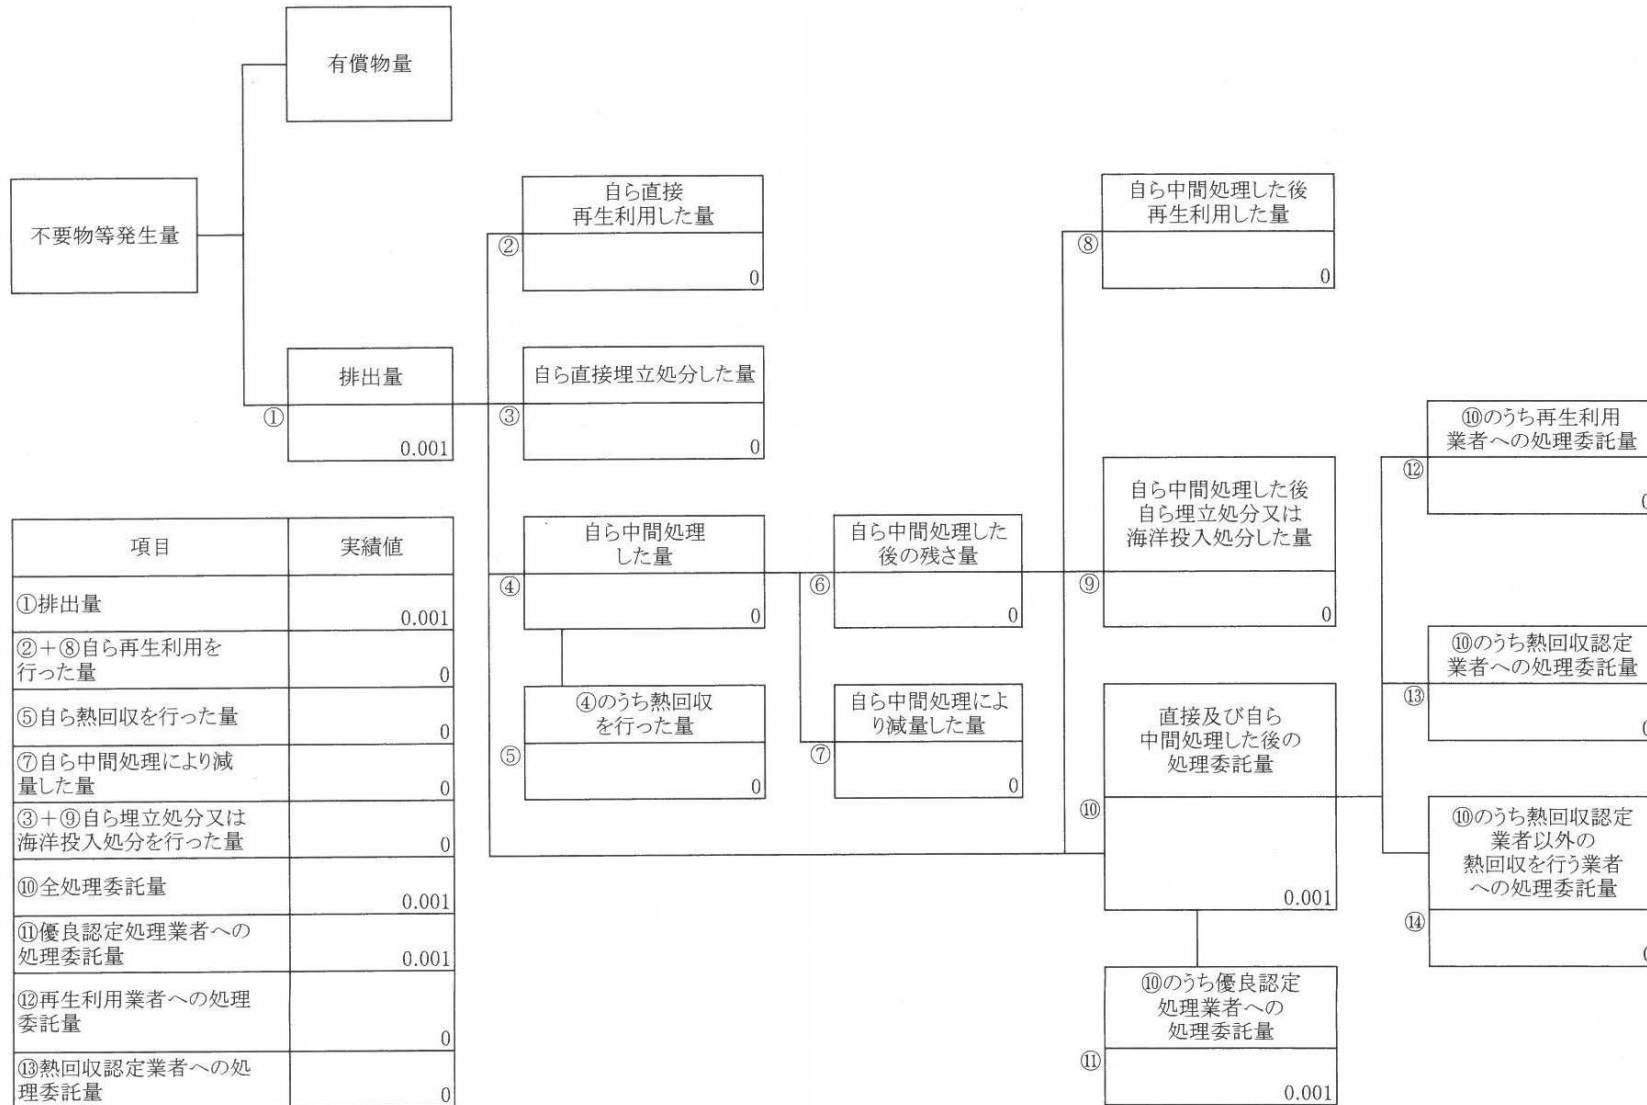 有償物量
不要物等発生量
自ら直接
再生利用した量
②
0
自ら中間処理した後
再生利用した量
⑧
0
排出量
①
0.001
自ら直接埋立処分した量
③
0
自ら中間処理
した量
④
0
自ら中間処理した
後の残さ量
⑥
0
自ら中間処理した後
自ら埋立処分又は
海洋投入処分した量
⑨
0
⑩のうち再生利用
業者への処理委託量
⑫
0
④のうち熱回収
を行った量
⑤
0
自ら中間処理によ
り減量した量
⑦
0
直接及び自ら
中間処理した後の
処理委託量
⑩
0.001
⑩のうち熱回収認定
業者への処理委託量
⑬
0
⑩のうち熱回収認定
業者以外の
熱回収を行う業者
への処理委託量
⑭
0
⑩のうち優良認定
処理業者への
処理委託量
⑪
0.001
項目 実績値
①排出量 0.001
②+⑧自ら再生利用を
行った量 0
⑤自ら熱回収を行った量 0
⑦自ら中間処理により減
量した量 0
③+⑨自ら埋立処分又は
海洋投入処分を行った量 0
⑩全処理委託量 0.001
⑪優良認定処理業者への
処理委託量 0.001
⑫再生利用業者への処理
委託量 0
⑬熱回収認定業者への処
理委託量 0